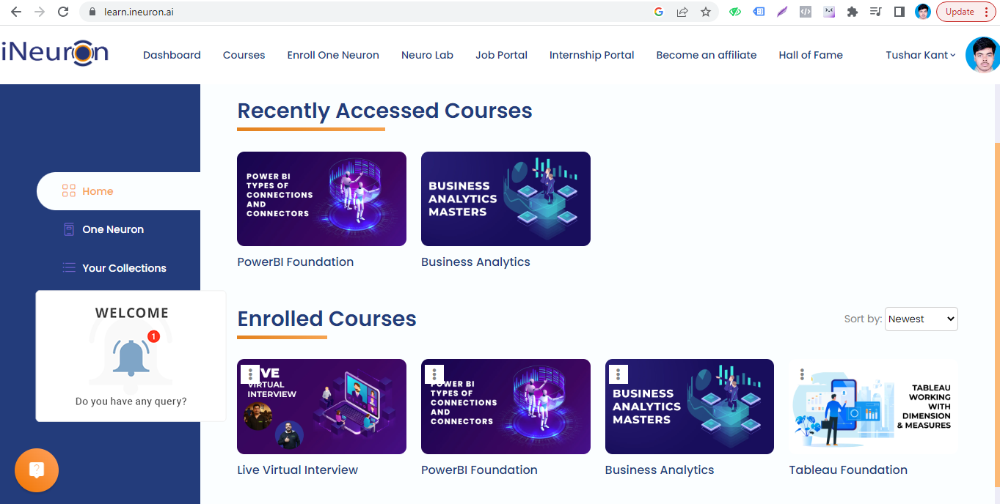 learn.ineuron.ai
Update
iNeuron
Dashboard
Courses
Enroll One Neuron
Neuro Lab
Job Portal
Internship Portal
Become an affiliate
Hall of Fame
Tushar Kant
Home
One Neuron
Your Collections
WELCOME
1
Do you have any query?
?
Recently Accessed Courses
POWER BI
TYPES OF
CONNECTIONS
AND
CONNECTORS
PowerBI Foundation
BUSINESS
ANALYTICS
MASTERS
Business Analytics
Enrolled Courses
Sort by:
Newest
VE
VIRTUAL
INTERVIEW
Live Virtual Interview
POWER BI
TYPES OF
CONNECTIONS
AND
CONNECTORS
PowerBI Foundation
BUSINESS
ANALYTICS
MASTERS
Business Analytics
TABLEAU
WORKING
WITH
DIMENSION
& MEASURES
Tableau Foundation